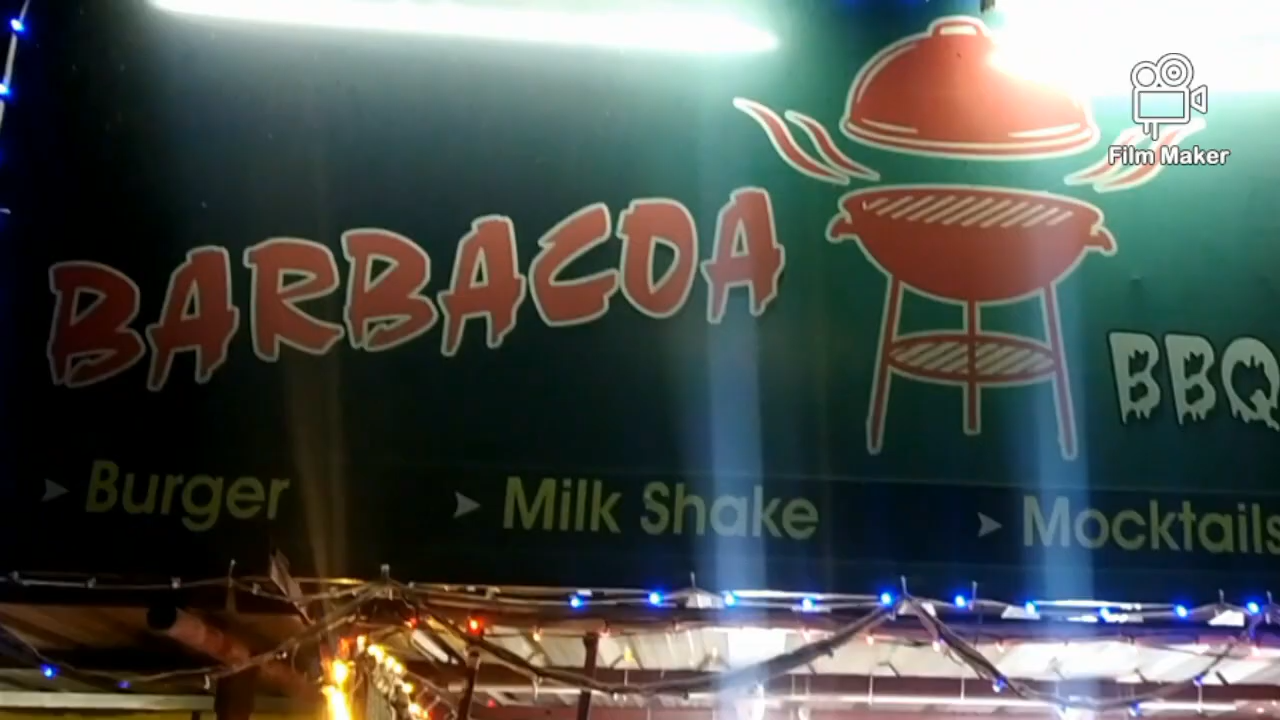 Film Maker
BARBACOA
BBQ
Burger
Milk Shake
Mocktails